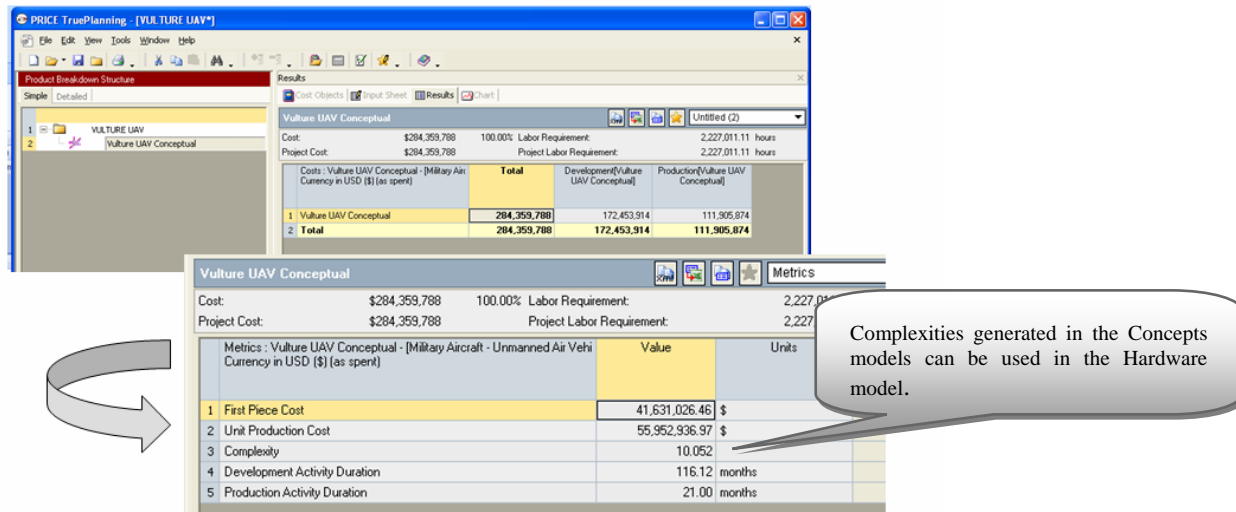 PRICE TruePlanning - [VULTURE UAV*]
File Edit View Tools Window Help
Product Breakdown Structure
Simple Detailed
1 VULTURE UAV
2 Vulture UAV Conceptual
Results
Cost Objects Input Sheet Results Chart
Vulture UAV Conceptual Untitled (2)
Cost: $284,359,788 100.00% Labor Requirement: 2,227,011.11 hours
Project Cost: $284,359,788 Project Labor Requirement: 2,227,011.11 hours
Costs : Vulture UAV Conceptual - [Military Airc Total Development[Vulture Production[Vulture UAV
Currency in USD ($) (as spent) UAV Conceptual] Conceptual]
1 Vulture UAV Conceptual 284,359,788 172,453,914 111,905,874
2 Total 284,359,788 172,453,914 111,905,874
Vulture UAV Conceptual Metrics
Cost: $284,359,788 100.00% Labor Requirement:
Project Cost: $284,359,788 Project Labor Requirement: 2,227
Metrics : Vulture UAV Conceptual - [Military Aircraft - Unmanned Air Vehi Value Units
Currency in USD ($) (as spent)
1 First Piece Cost 41,631,026.46 $
2 Unit Production Cost 55,952,936.97 $
3 Complexity 10.052
4 Development Activity Duration 116.12 months
5 Production Activity Duration 21.00 months
Complexities generated in the Concepts
models can be used in the Hardware
model.